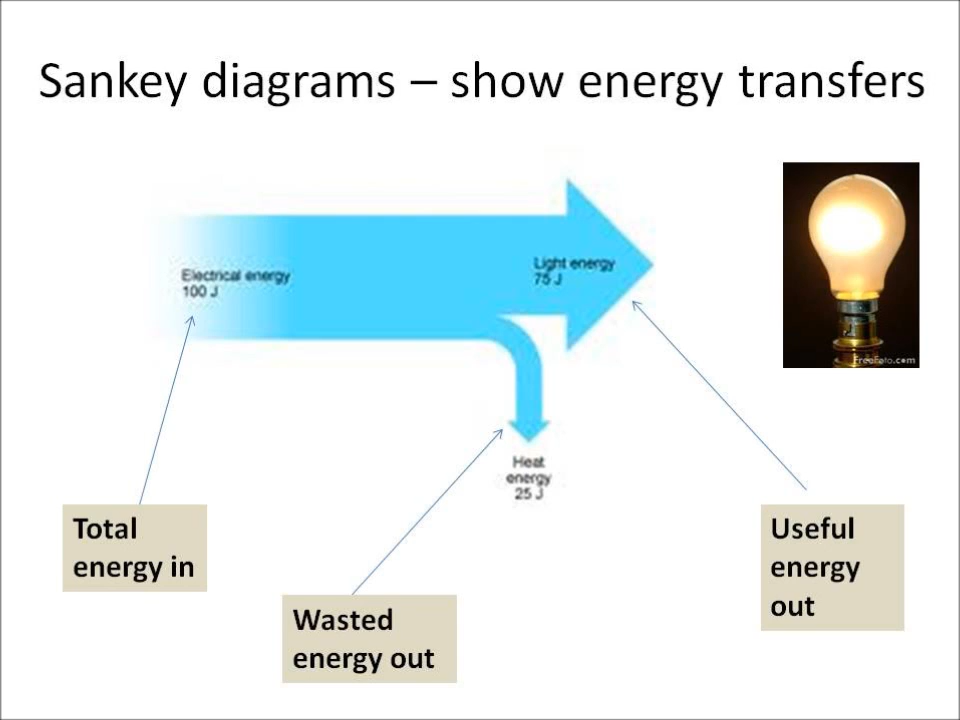 Sankey diagrams – show energy transfers
Electrical energy
100 J
Light energy
75 J
FreeFoto.com
Heat
energy
25 J
Total
energy in
Wasted
energy out
Useful
energy
out